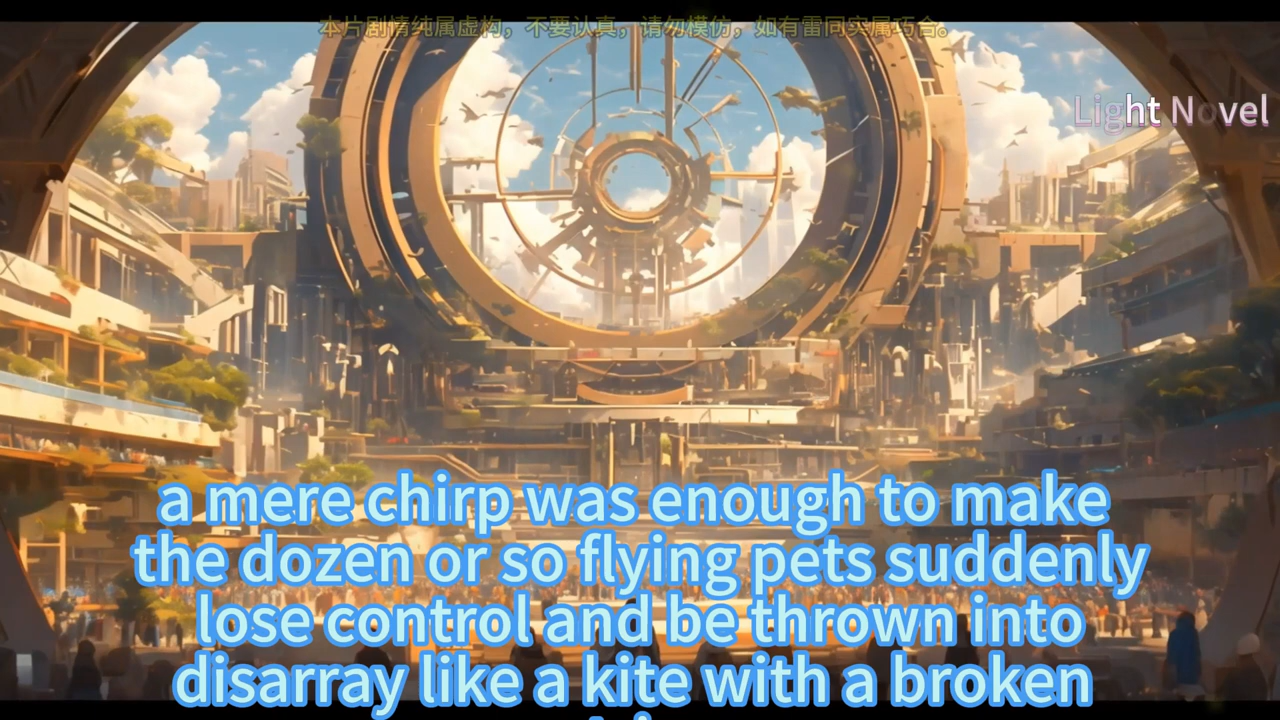 本片剧情纯属虚构，不要认真，请勿模仿，如有雷同实属巧合。
Light Novel
a mere chirp was enough to make
the dozen or so flying pets suddenly
lose control and be thrown into
disarray like a kite with a broken